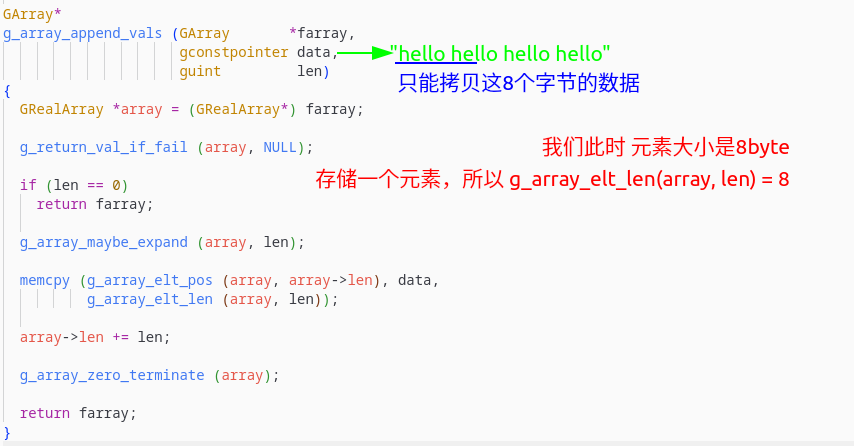 GArray*
g_array_append_vals (GArray       *farray,
gconstpointer data, "hello hello hello hello"
guint         len) 只能拷贝这8个字节的数据
{
GRealArray *array = (GRealArray*) farray;
g_return_val_if_fail (array, NULL); 我们此时 元素大小是8byte
存储一个元素，所以 g_array_elt_len(array, len) = 8
if (len == 0)
return farray;
g_array_maybe_expand (array, len);
memcpy (g_array_elt_pos (array, array->len), data,
g_array_elt_len (array, len));
array->len += len;
g_array_zero_terminate (array);
return farray;
}